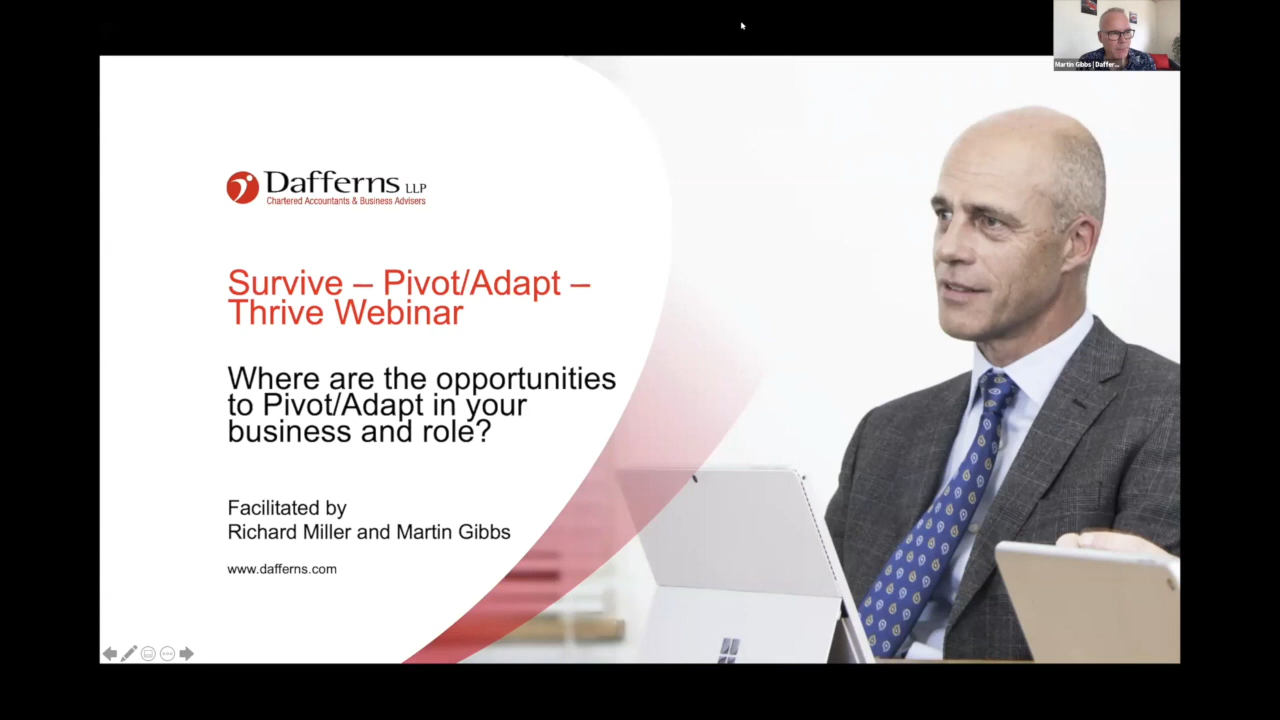 Martin Gibbs | Daffer...
Dafferns LLP
Chartered Accountants & Business Advisers
Survive – Pivot/Adapt –
Thrive Webinar
Where are the opportunities
to Pivot/Adapt in your
business and role?
Facilitated by
Richard Miller and Martin Gibbs
www.dafferns.com